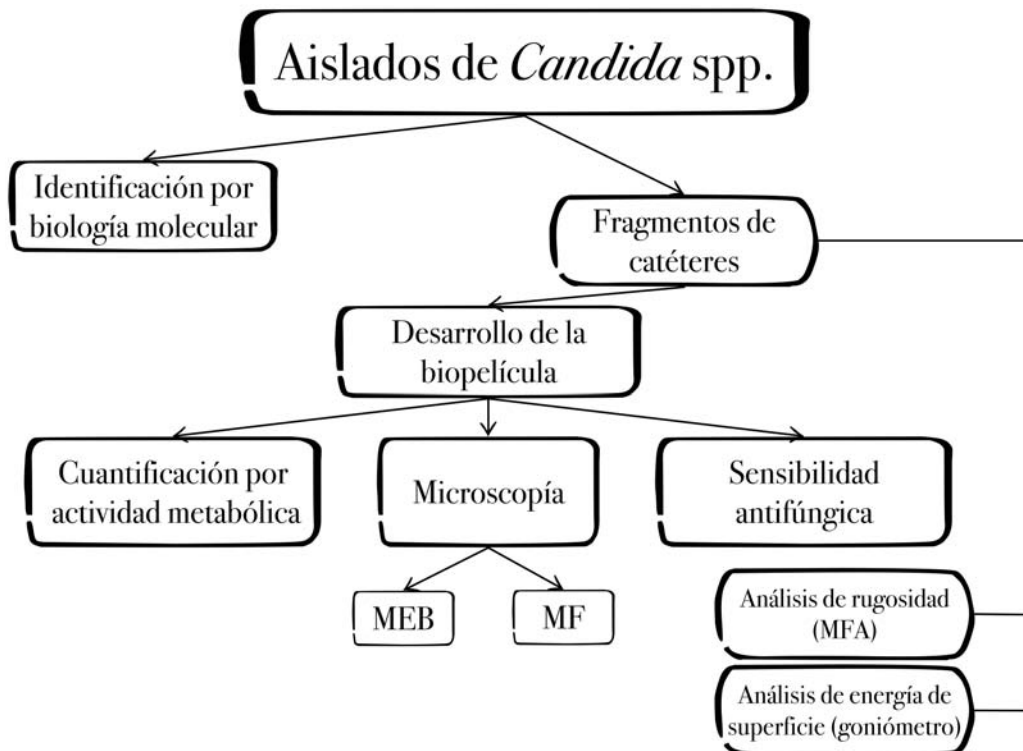 Aislados de Candida spp.
Identificación por
biología molecular
Fragmentos de
catéteres
Desarrollo de la
biopelícula
Cuantificación por
actividad metabólica
Microscopía
Sensibilidad
antifúngica
MEB
MF
Análisis de rugosidad
(MFA)
Análisis de energía de
superficie (goniómetro)